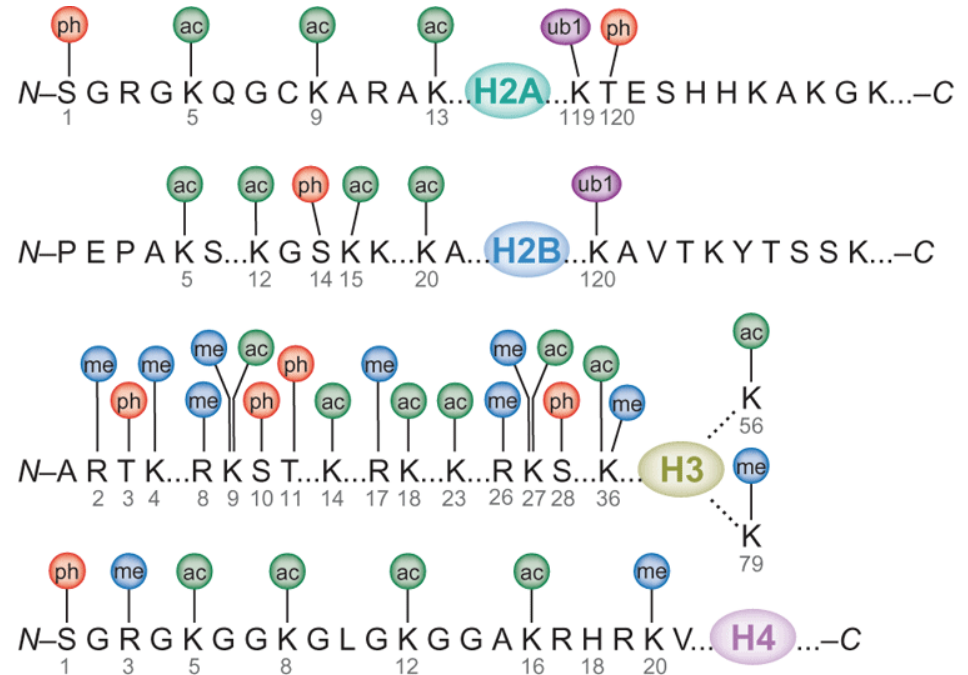 ph ac ac ac ub1 ph
N–S G R G K Q G C K A R A K... H2A ...K T E S H H K A K G K...–C
1 5 9 13 119 120
ac ac ph ac ac ub1
N–P E P A K S...K G S K K...K A... H2B ...K A V T K Y T S S K...–C
5 12 14 15 20 120
ac
me ac me ac
me me ph me ac
ph me ph ac ac ac me ph me
K
56
N–A R T K...R K S T...K...R K...K...R K S...K... H3 me
2 3 4 8 9 10 11 14 17 18 23 26 27 28 36
K
79
ph me ac ac ac ac me
N–S G R G K G G K G L G K G G A K R H R K V... H4 ...–C
1 3 5 8 12 16 18 20